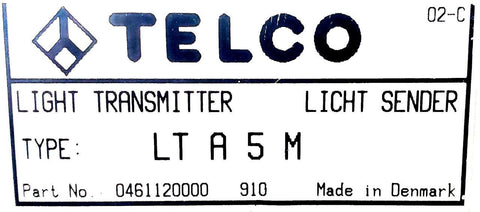 02-C
TELCO
LIGHT TRANSMITTER LICHT SENDER
TYPE: LT A 5 M
Part No. 0461120000 910 Made in Denmark